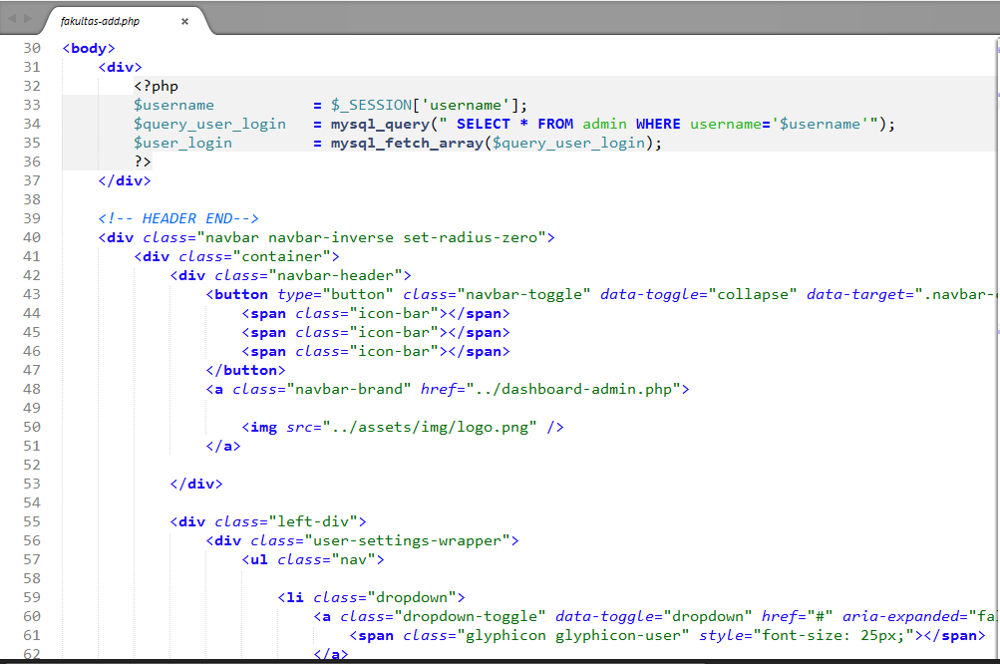 fakultas-add.php ×
30 <body>
31 <div>
32 <?php
33 $username = $_SESSION['username'];
34 $query_user_login = mysql_query(" SELECT * FROM admin WHERE username='$username'");
35 $user_login = mysql_fetch_array($query_user_login);
36 ?>
37 </div>
38
39 <!-- HEADER END-->
40 <div class="navbar navbar-inverse set-radius-zero">
41 <div class="container">
42 <div class="navbar-header">
43 <button type="button" class="navbar-toggle" data-toggle="collapse" data-target=".navbar-
44 <span class="icon-bar"></span>
45 <span class="icon-bar"></span>
46 <span class="icon-bar"></span>
47 </button>
48 <a class="navbar-brand" href="../dashboard-admin.php">
49
50 <img src="../assets/img/logo.png" />
51 </a>
52
53 </div>
54
55 <div class="left-div">
56 <div class="user-settings-wrapper">
57 <ul class="nav">
58
59 <li class="dropdown">
60 <a class="dropdown-toggle" data-toggle="dropdown" href="#" aria-expanded="fa
61 <span class="glyphicon glyphicon-user" style="font-size: 25px;"></span>
62 </a>